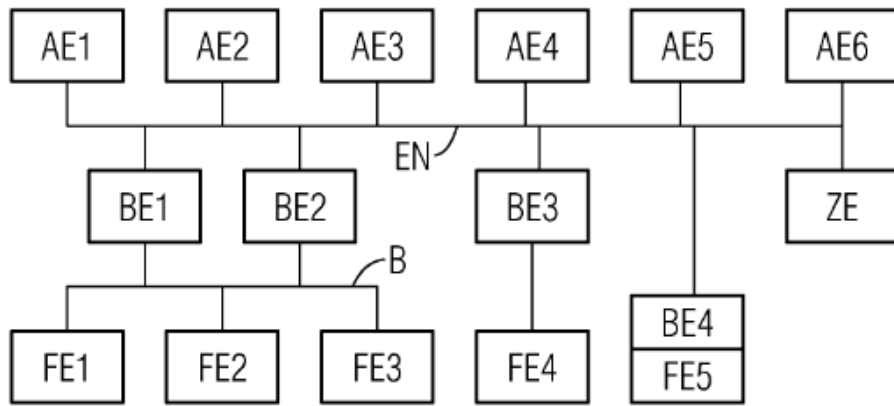 AE1 AE2 AE3 AE4 AE5 AE6
EN
BE1 BE2 BE3 ZE
B
BE4
FE1 FE2 FE3 FE4 FE5